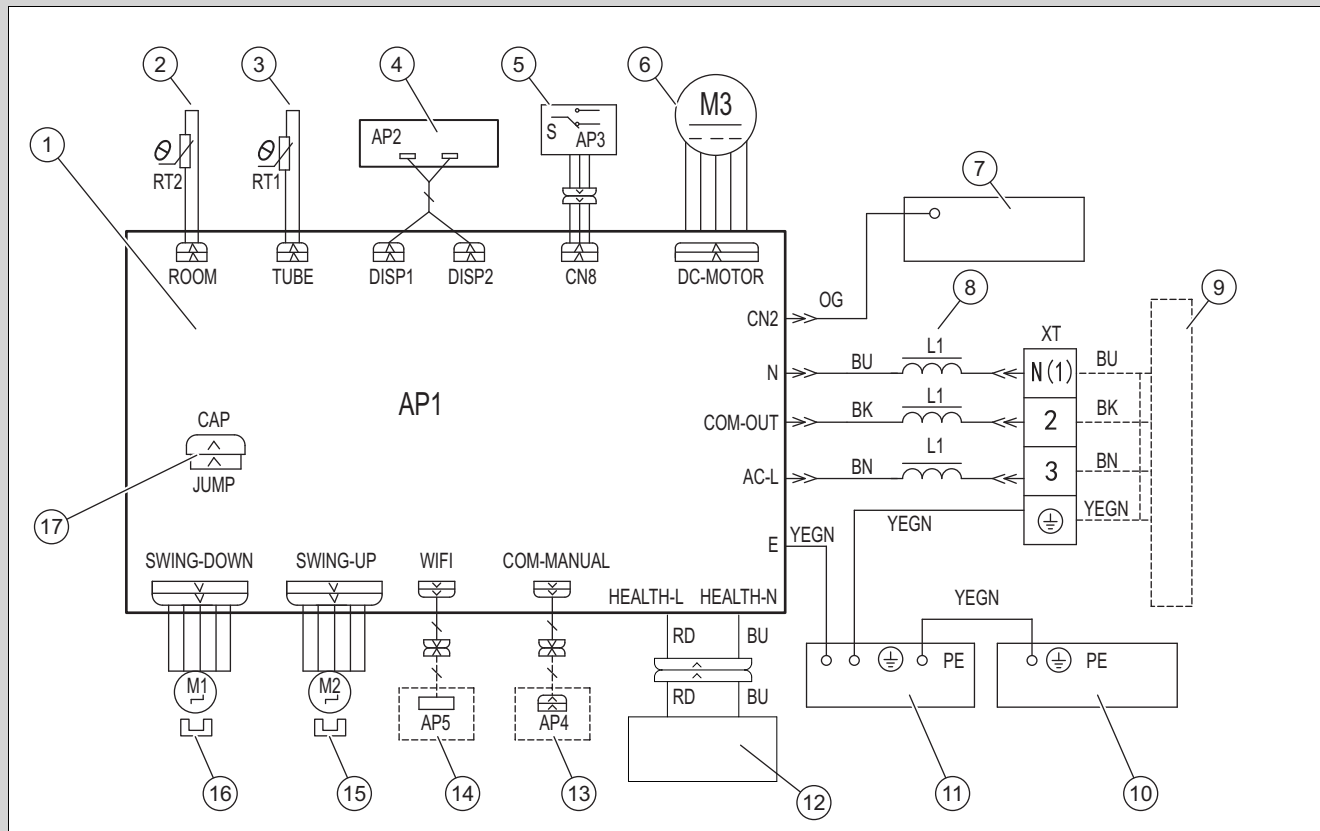 2
3
4
5
6
1
RT2
RT1
AP2
S
AP3
M3
7
ROOM
TUBE
DISP1
DISP2
CN8
DC-MOTOR
CN2
OG
8
9
XT
N
BU
L1
N(1)
BU
COM-OUT
BK
L1
2
BK
AP1
CAP
JUMP
AC-L
BN
L1
3
BN
17
E
YEGN
YEGN
YEGN
SWING-DOWN
SWING-UP
WIFI
COM-MANUAL
HEALTH-L
HEALTH-N
YEGN
RD
BU
PE
PE
M1
M2
AP5
AP4
RD
BU
16
15
14
13
12
11
10